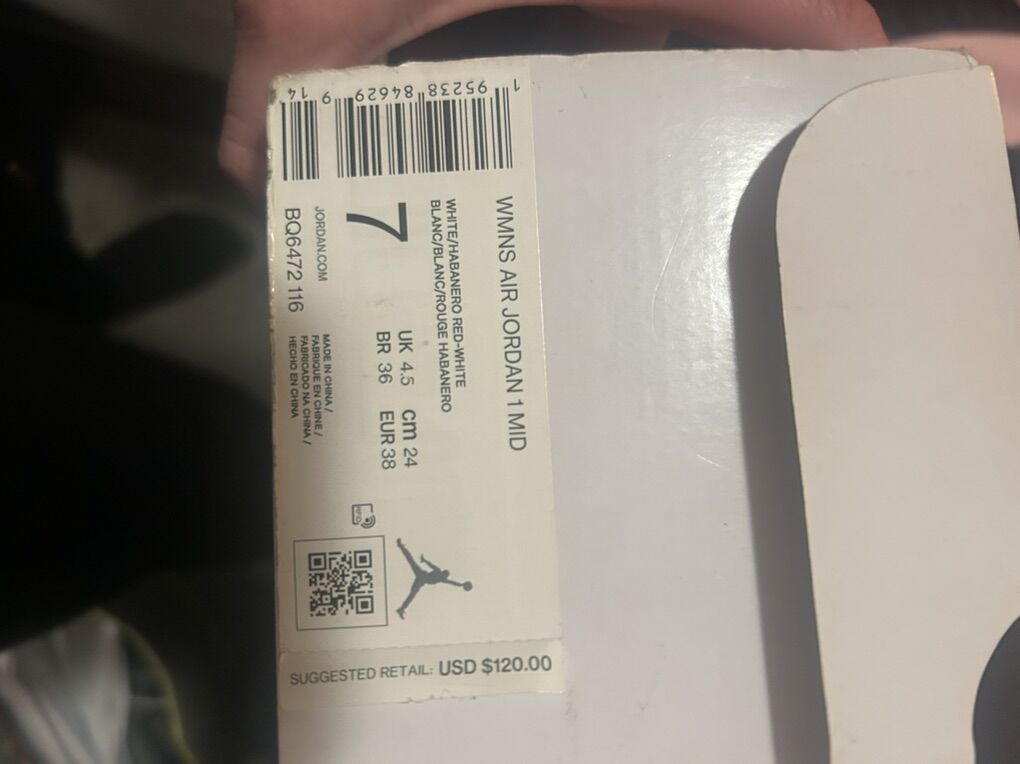 WMNS AIR JORDAN 1 MID
WHITE/HABANERO RED-WHITE
BLANC/BLANC/ROUGE HABANERO
7
UK 4.5 cm 24
BR 36 EUR 38
JORDAN.COM
BQ6472 116
MADE IN CHINA /
FABRIQUE EN CHINE /
FABRICADO NA CHINA /
HECHO EN CHINA
1 95238 84629 9 14
RFID
SUGGESTED RETAIL: USD $120.00